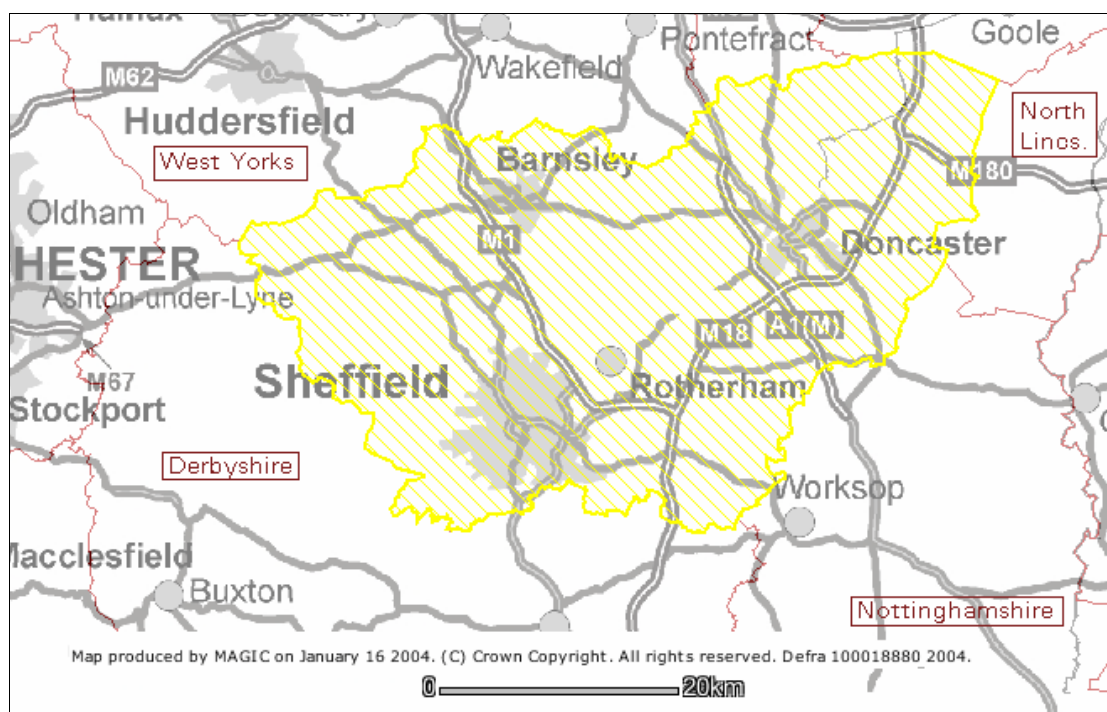 Halifax
Pontefract
Goole
M62
Wakefield
Huddersfield
West Yorks
Barnsley
North
Lincs.
M180
Oldham
HESTER
Ashton-under-Lyne
M1
Doncaster
M67
Stockport
Sheffield
M18
A1(M)
Rotherham
Derbyshire
Worksop
Macclesfield
Buxton
Nottinghamshire
Map produced by MAGIC on January 16 2004. (C) Crown Copyright. All rights reserved. Defra 100018880 2004.
0 20km